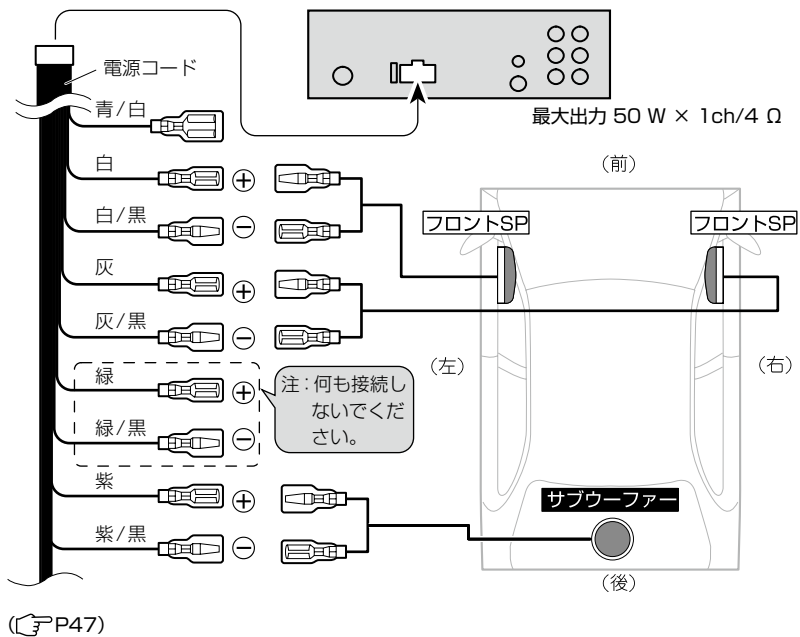 電源コード
青/白
最大出力 50 W × 1ch/4 Ω
白
⊕
白/黒
⊖
灰
⊕
灰/黒
⊖
緑
⊕
緑/黒
⊖
注：何も接続し
ないでくだ
さい。
紫
⊕
紫/黒
⊖
（前）
フロントSP
フロントSP
（左）
（右）
サブウーファー
（後）
(☞P47)